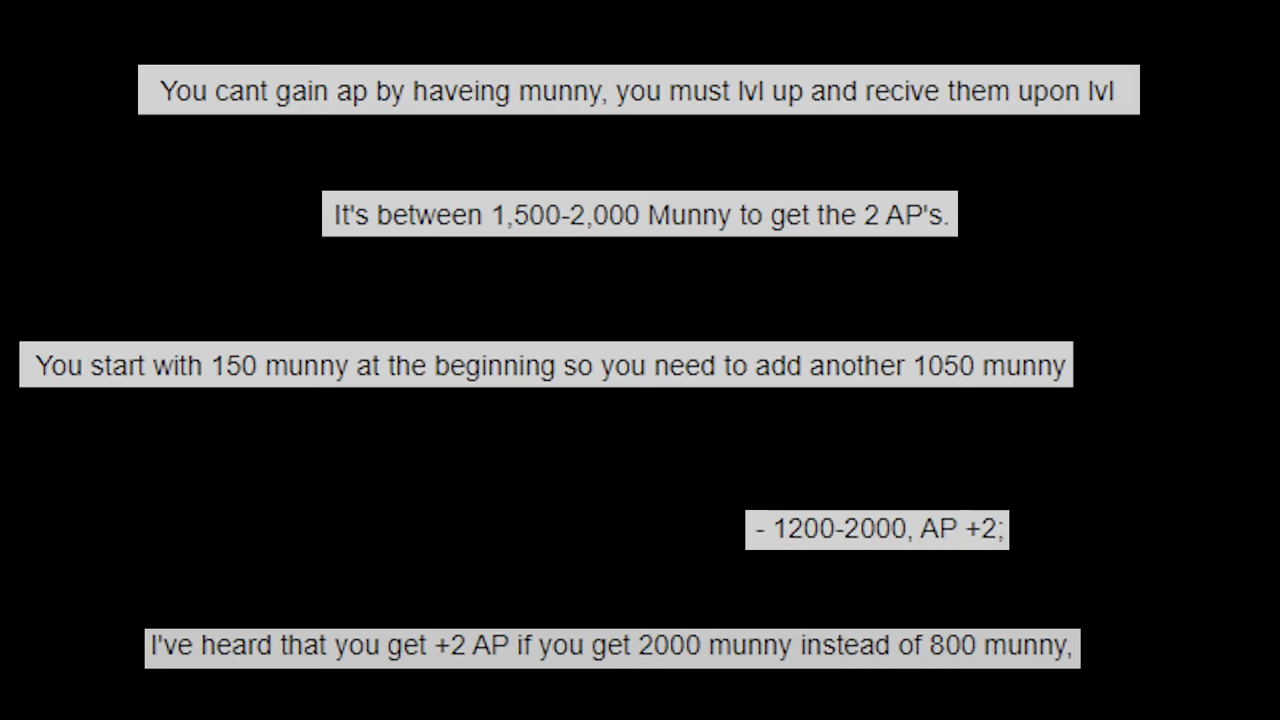 You cant gain ap by haveing munny, you must lvl up and recive them upon lvl
It's between 1,500-2,000 Munny to get the 2 AP's.
You start with 150 munny at the beginning so you need to add another 1050 munny
- 1200-2000, AP +2;
I've heard that you get +2 AP if you get 2000 munny instead of 800 munny,